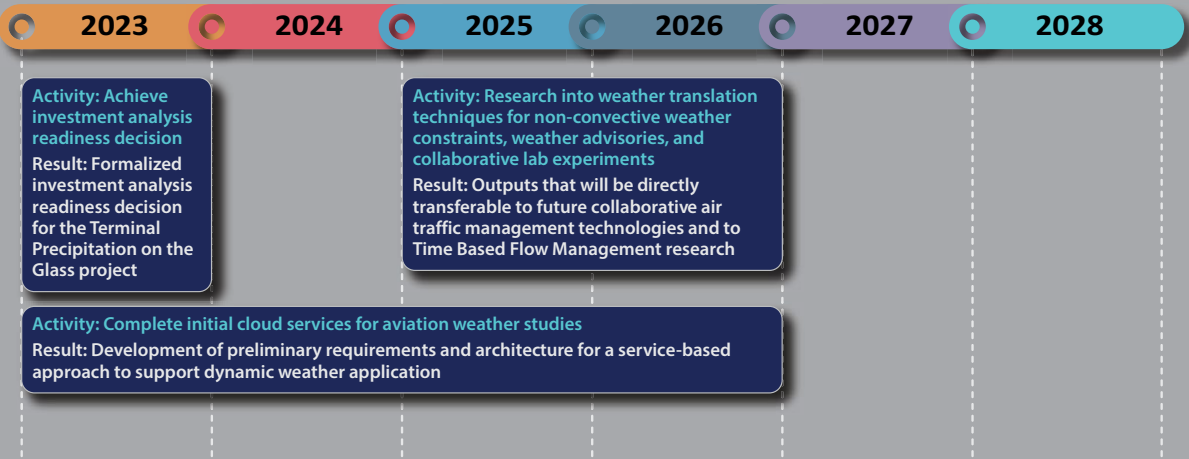 2023
2024
2025
2026
2027
2028
Activity: Achieve
investment analysis
readiness decision
Result: Formalized
investment analysis
readiness decision
for the Terminal
Precipitation on the
Glass project
Activity: Research into weather translation
techniques for non-convective weather
constraints, weather advisories, and
collaborative lab experiments
Result: Outputs that will be directly
transferable to future collaborative air
traffic management technologies and to
Time Based Flow Management research
Activity: Complete initial cloud services for aviation weather studies
Result: Development of preliminary requirements and architecture for a service-based
approach to support dynamic weather application